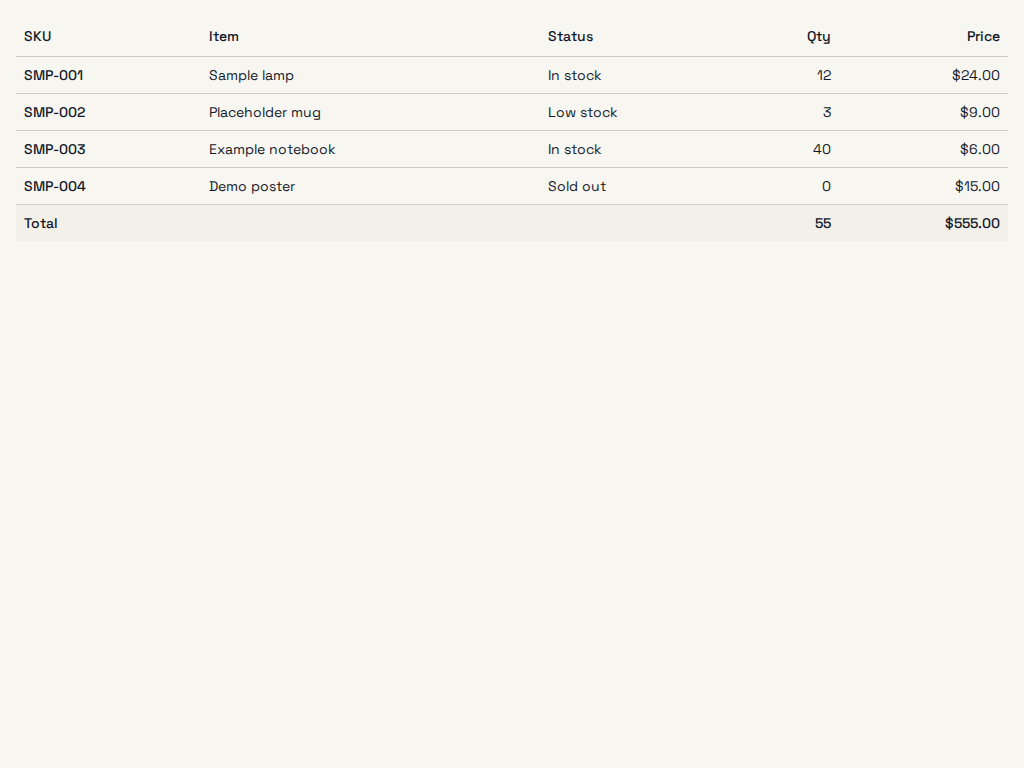 SKU Item Status Qty Price
SMP-001 Sample lamp In stock 12 $24.00
SMP-002 Placeholder mug Low stock 3 $9.00
SMP-003 Example notebook In stock 40 $6.00
SMP-004 Demo poster Sold out 0 $15.00
Total 55 $555.00